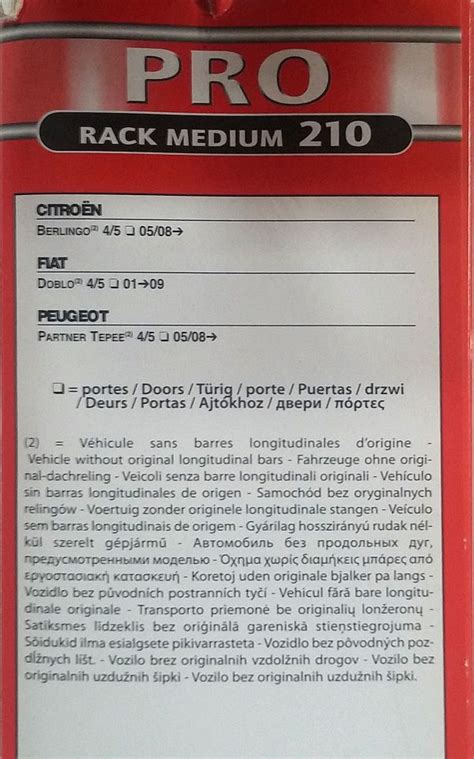 PRO
RACK MEDIUM 210
CITROËN
BERLINGO(2) 4/5 ❑ 05/08→
FIAT
DOBLO(2) 4/5 ❑ 01→09
PEUGEOT
PARTNER TEPEE(2) 4/5 ❑ 05/08→
❑ = portes / Doors / Türig / porte / Puertas / drzwi
/ Deurs / Portas / Ajtókhoz / двери / πόρτες
(2) = Véhicule sans barres longitudinales d'origine -
Vehicle without original longitudinal bars - Fahrzeuge ohne origi-
nal-dachreling - Veicoli senza barre longitudinali originali - Vehículo
sin barras longitudinales de origen - Samochód bez oryginalnych
relingów - Voertuig zonder originele longitudinale stangen - Veículo
sem barras longitudinais de origem - Gyárilag hosszirányú rudak nél-
kül szerelt gépjármű - Автомобиль без продольных дуг,
предусмотренными моделью - Όχημα χωρίς διαμήκεις μπάρες από
εργοστασιακή κατασκευή - Koretoj uden originale bjalker pa langs -
Vozidlo bez původních postranních tyčí - Vehicul fără bare longitu-
dinale originale - Transporto priemonė be originalių lonžeronų -
Satiksmes līdzeklis bez oriģinālā gareniskā stieņstiegrojuma -
Sõidukid ilma esialgsete pikivarrasteta - Vozidlo bez pôvodných poz-
dĺžnych líšt. - Vozilo brez originalnih vzdolžnih drogov - Vozilo bez
originalnih uzdužnih šipki - Vozilo bez originalnih uzdužnih šipki.